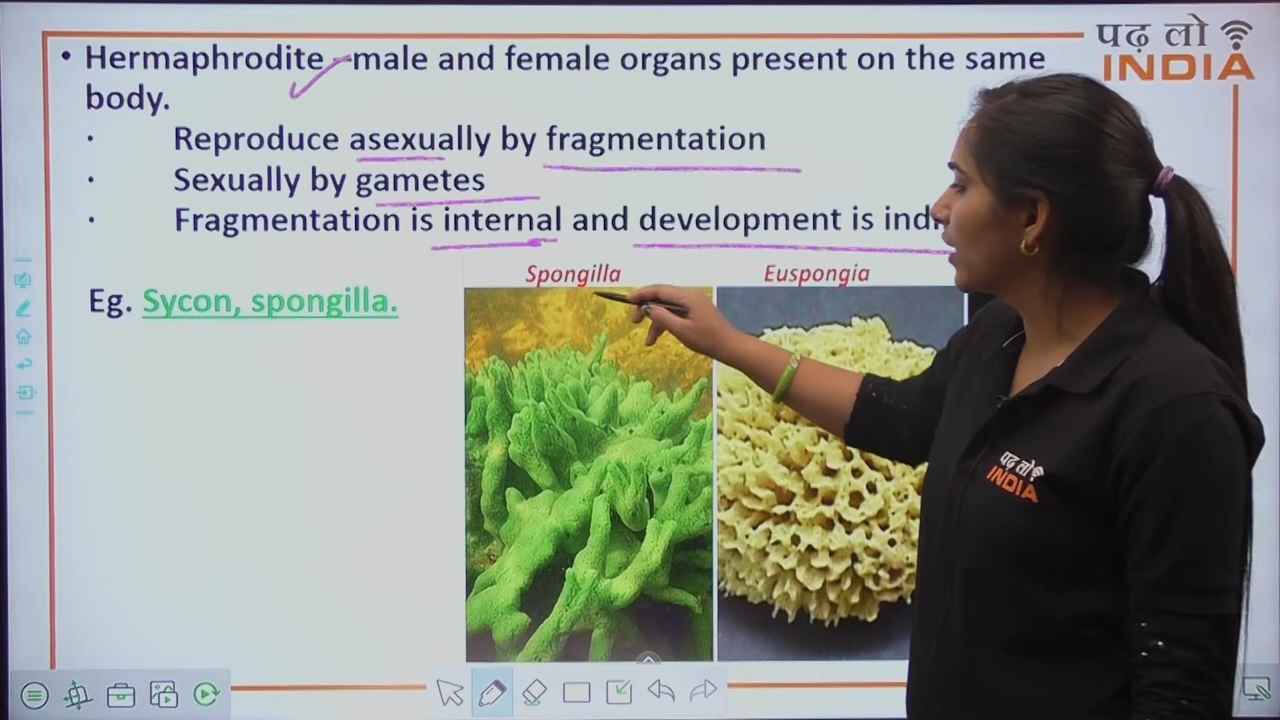 पढ़ लो
INDIA
• Hermaphrodite –male and female organs present on the same
body.
· Reproduce asexually by fragmentation
· Sexually by gametes
· Fragmentation is internal and development is
Spongilla Euspongia
Eg. Sycon, spongilla.
पढ़ लो
INDIA